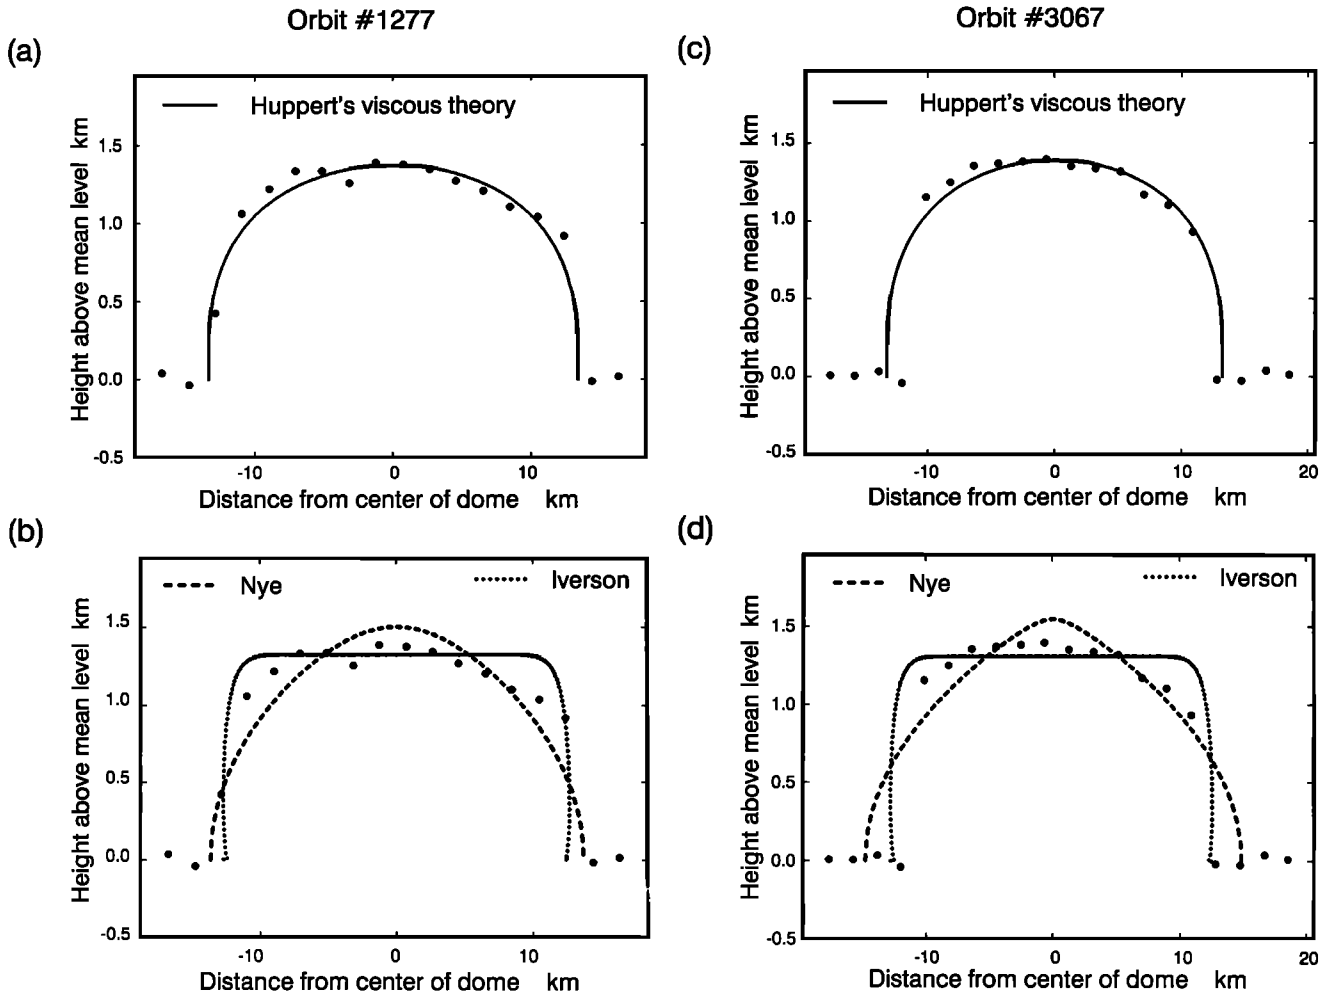 Orbit #1277
Orbit #3067
(a)
Huppert's viscous theory
Height above mean level km
1.5
1.0
0.5
0.0
-0.5
-10
0
10
Distance from center of dome km
(c)
Huppert's viscous theory
Height above mean level km
1.5
1.0
0.5
0.0
-0.5
-10
0
10
20
Distance from center of dome km
(b)
Nye
Iverson
Height above mean level km
1.5
1.0
0.5
0.0
-0.5
-10
0
10
Distance from center of dome km
(d)
Nye
Iverson
Height above mean level km
1.5
1.0
0.5
0.0
-0.5
-10
0
10
20
Distance from center of dome km